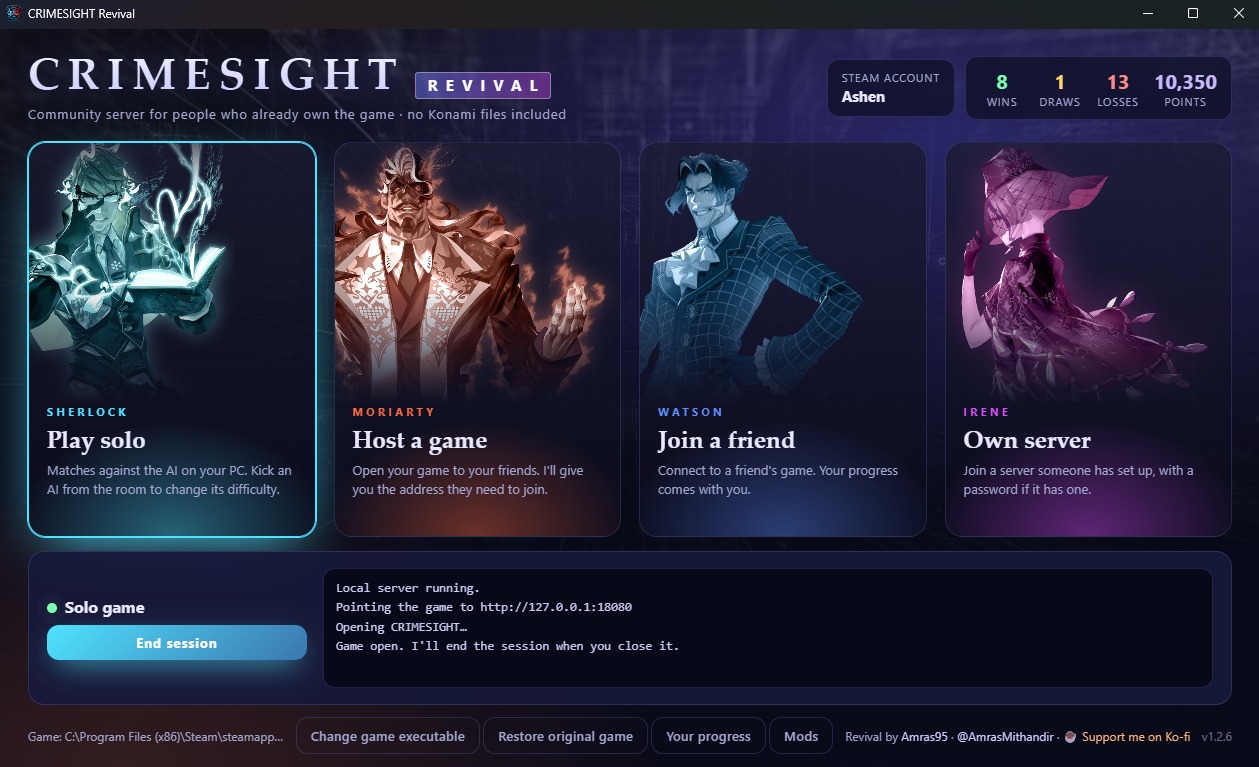 CRIMESIGHT Revival
CRIMESIGHT REVIVAL
Community server for people who already own the game · no Konami files included
STEAM ACCOUNT
Ashen
8 1 13 10,350
WINS DRAWS LOSSES POINTS
SHERLOCK
Play solo
Matches against the AI on your PC. Kick an
AI from the room to change its difficulty.
MORIARTY
Host a game
Open your game to your friends. I'll give
you the address they need to join.
WATSON
Join a friend
Connect to a friend's game. Your progress
comes with you.
IRENE
Own server
Join a server someone has set up, with a
password if it has one.
Solo game
End session
Local server running.
Pointing the game to http://127.0.0.1:18080
Opening CRIMESIGHT…
Game open. I'll end the session when you close it.
Game: C:\Program Files (x86)\Steam\steamapp... Change game executable Restore original game Your progress Mods Revival by Amras95 · @AmrasMithandir · Support me on Ko-fi v1.2.6